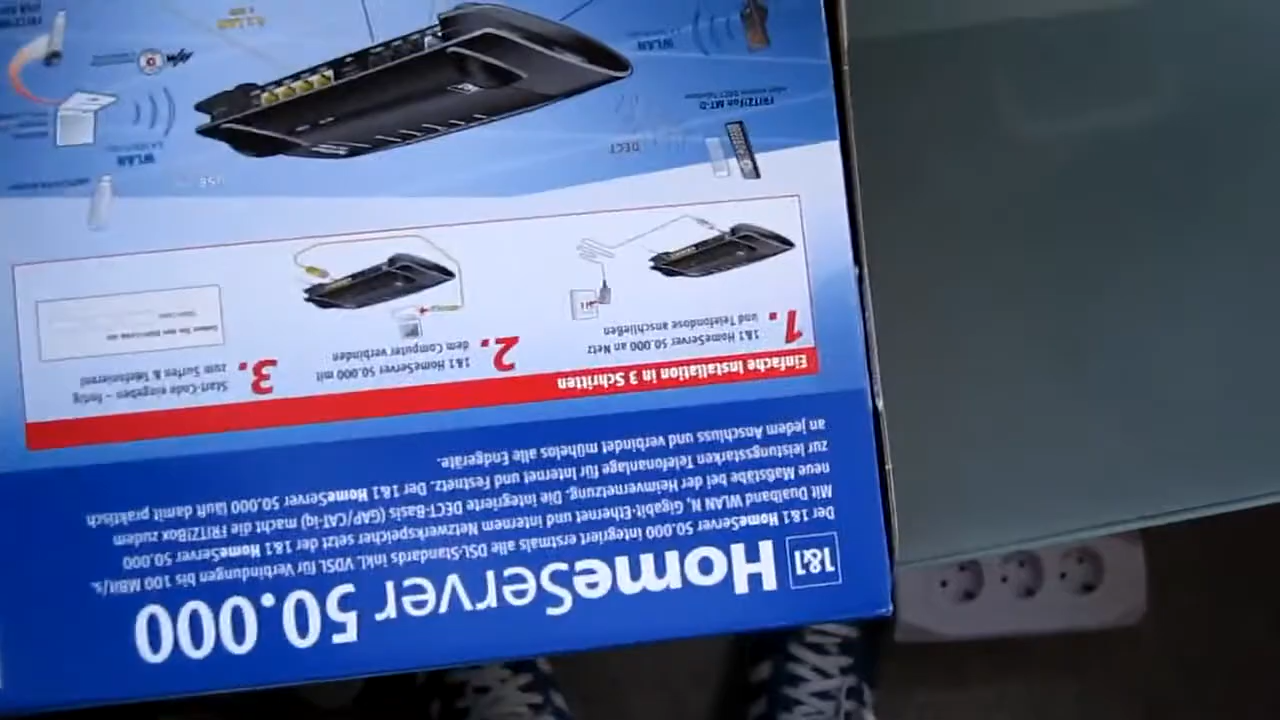 1&1 HomeServer 50.000
Der 1&1 HomeServer 50.000 integriert erstmals alle DSL-Standards inkl. VDSL für Verbindungen bis 100 MBit/s.
Mit Dualband WLAN N, Gigabit-Ethernet und internem Netzwerkspeicher setzt der 1&1 HomeServer 50.000
neue Maßstäbe bei der Heimvernetzung. Die integrierte DECT-Basis (GAP/CAT-iq) macht die FRITZ!Box zudem
zur leistungsstarken Telefonanlage für Internet und Festnetz. Der 1&1 HomeServer 50.000 läuft damit praktisch
an jedem Anschluss und verbindet mühelos alle Endgeräte.
Einfache Installation in 3 Schritten
1. 1&1 HomeServer 50.000 an Netz
und Telefondose anschließen
2. 1&1 HomeServer 50.000 mit
dem Computer verbinden
3. Start-Code eingeben – fertig
zum Surfen & Telefonieren!
FRITZ!Fon MT-D
DECT
WLAN
WLAN
USB